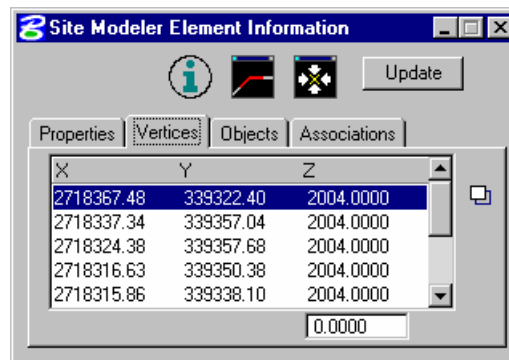 Site Modeler Element Information
Update
Properties Vertices Objects Associations
X Y Z
2718367.48 339322.40 2004.0000
2718337.34 339357.04 2004.0000
2718324.38 339357.68 2004.0000
2718316.63 339350.38 2004.0000
2718315.86 339338.10 2004.0000
0.0000